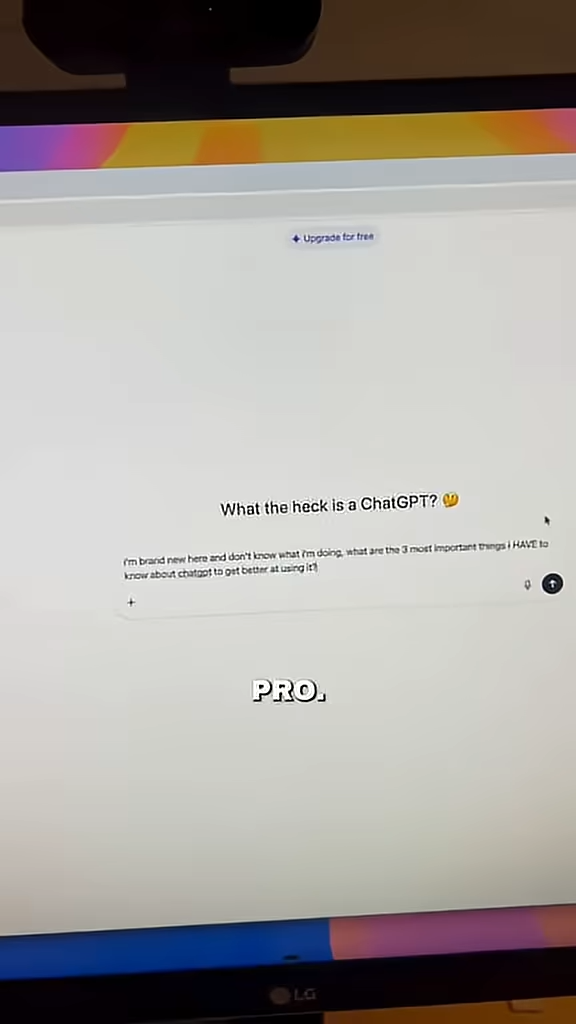 Upgrade for free
What the heck is a ChatGPT? 🤔
i'm brand new here and don't know what i'm doing, what are the 3 most important things i HAVE to
know about chatgpt to get better at using it?
PRO.
LG